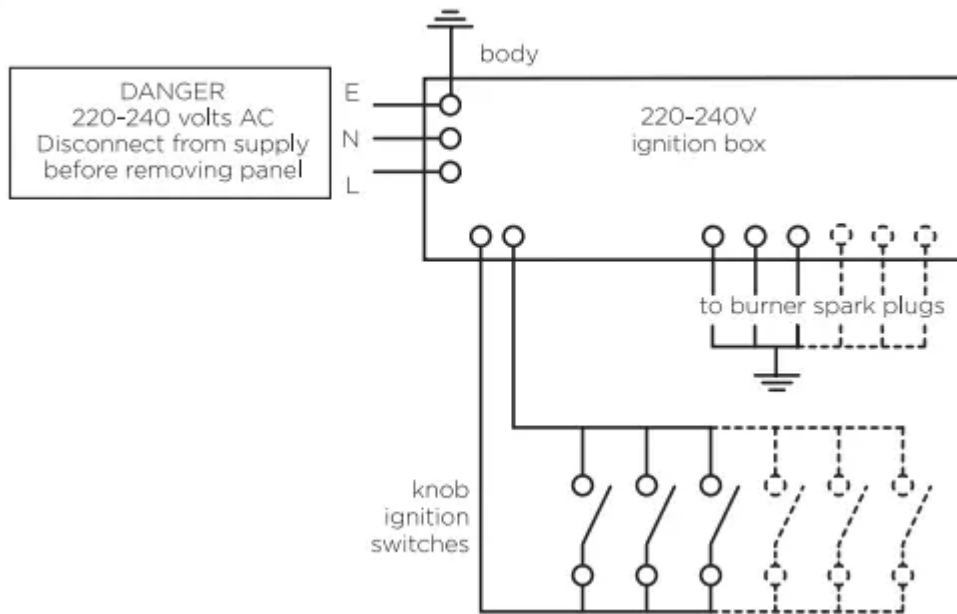 body
DANGER
220-240 volts AC
Disconnect from supply
before removing panel
E
N
L
220-240V
ignition box
to burner spark plugs
knob
ignition
switches